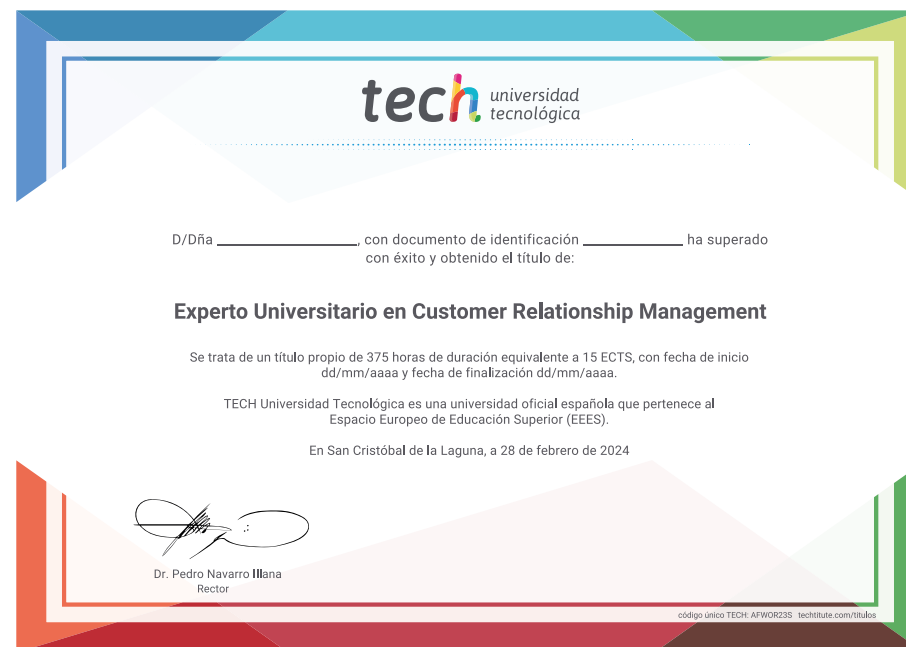 tech universidad
tecnológica
D/Dña ____________________, con documento de identificación ______________ ha superado
con éxito y obtenido el título de:
Experto Universitario en Customer Relationship Management
Se trata de un título propio de 375 horas de duración equivalente a 15 ECTS, con fecha de inicio
dd/mm/aaaa y fecha de finalización dd/mm/aaaa.
TECH Universidad Tecnológica es una universidad oficial española que pertenece al
Espacio Europeo de Educación Superior (EEES).
En San Cristóbal de la Laguna, a 28 de febrero de 2024
Dr. Pedro Navarro Illana
Rector
código único TECH: AFWOR23S techtitute.com/titulos